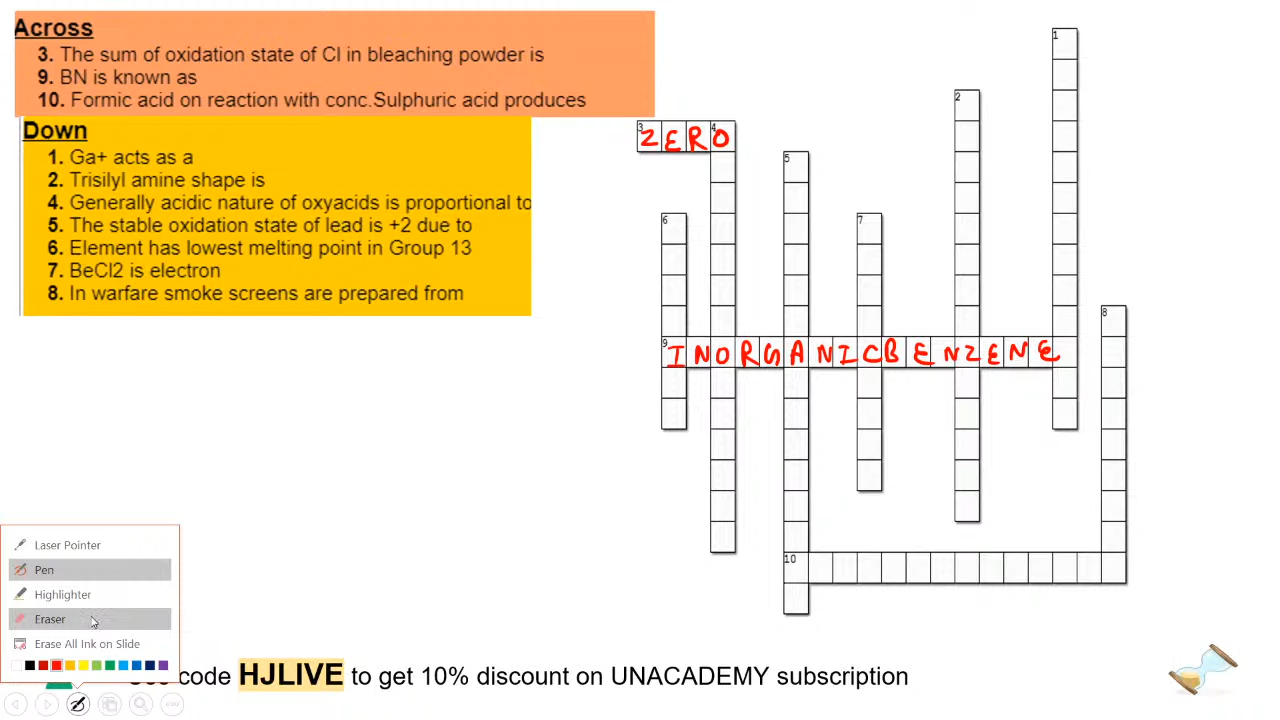 Across
3. The sum of oxidation state of Cl in bleaching powder is
9. BN is known as
10. Formic acid on reaction with conc.Sulphuric acid produces
Down
1. Ga+ acts as a
2. Trisilyl amine shape is
4. Generally acidic nature of oxyacids is proportional to
5. The stable oxidation state of lead is +2 due to
6. Element has lowest melting point in Group 13
7. BeCl2 is electron
8. In warfare smoke screens are prepared from
1
2
3 4
ZERO
5
6 7
8
9
INORGANICBENZENE
10
Laser Pointer
Pen
Highlighter
Eraser
Erase All Ink on Slide
code HJLIVE to get 10% discount on UNACADEMY subscription